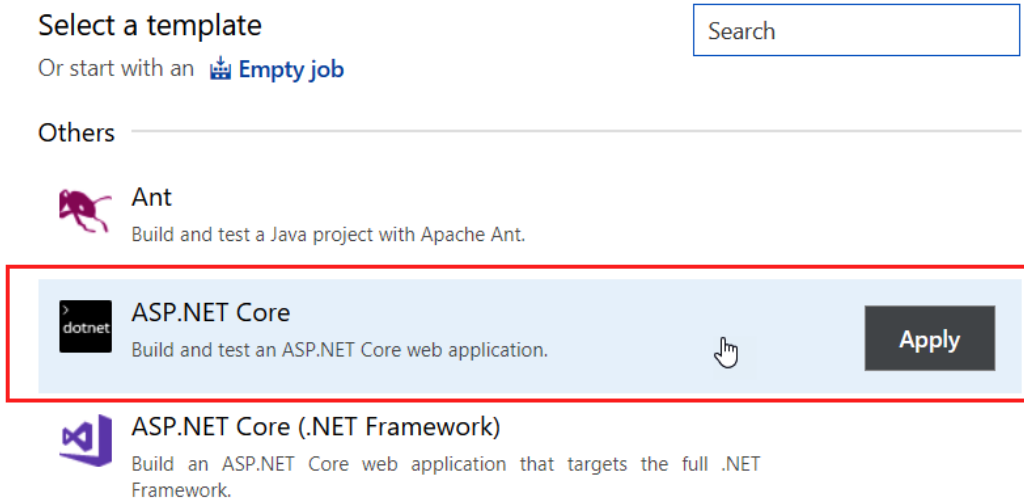 Select a template
Search
Or start with an Empty job
Others
Ant
Build and test a Java project with Apache Ant.
dotnet
ASP.NET Core
Build and test an ASP.NET Core web application.
Apply
ASP.NET Core (.NET Framework)
Build an ASP.NET Core web application that targets the full .NET
Framework.